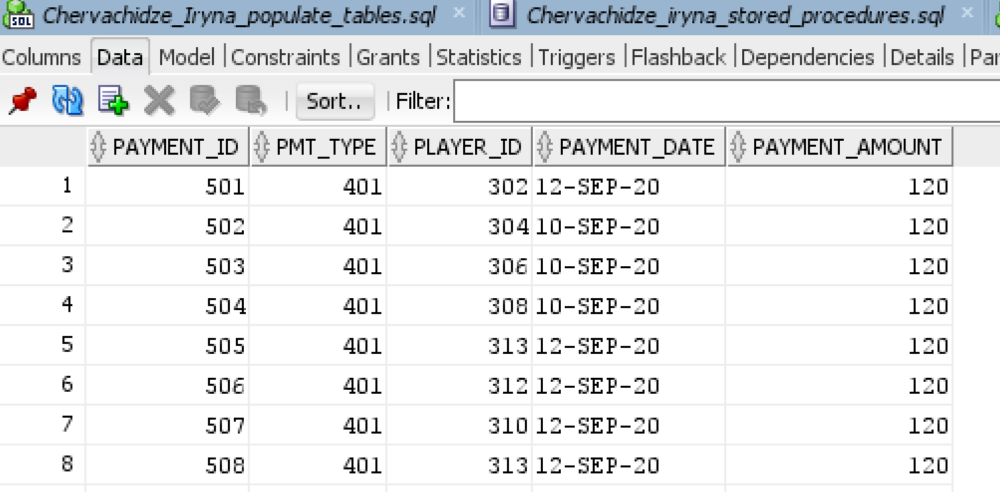 SQL Chervachidze_Iryna_populate_tables.sql × Chervachidze_iryna_stored_procedures.sql ×
Columns Data Model |Constraints |Grants |Statistics |Triggers |Flashback |Dependencies |Details |Par
Sort.. | Filter:
PAYMENT_ID PMT_TYPE PLAYER_ID PAYMENT_DATE PAYMENT_AMOUNT
1 501 401 302 12-SEP-20 120
2 502 401 304 10-SEP-20 120
3 503 401 306 10-SEP-20 120
4 504 401 308 10-SEP-20 120
5 505 401 313 12-SEP-20 120
6 506 401 312 12-SEP-20 120
7 507 401 310 12-SEP-20 120
8 508 401 313 12-SEP-20 120